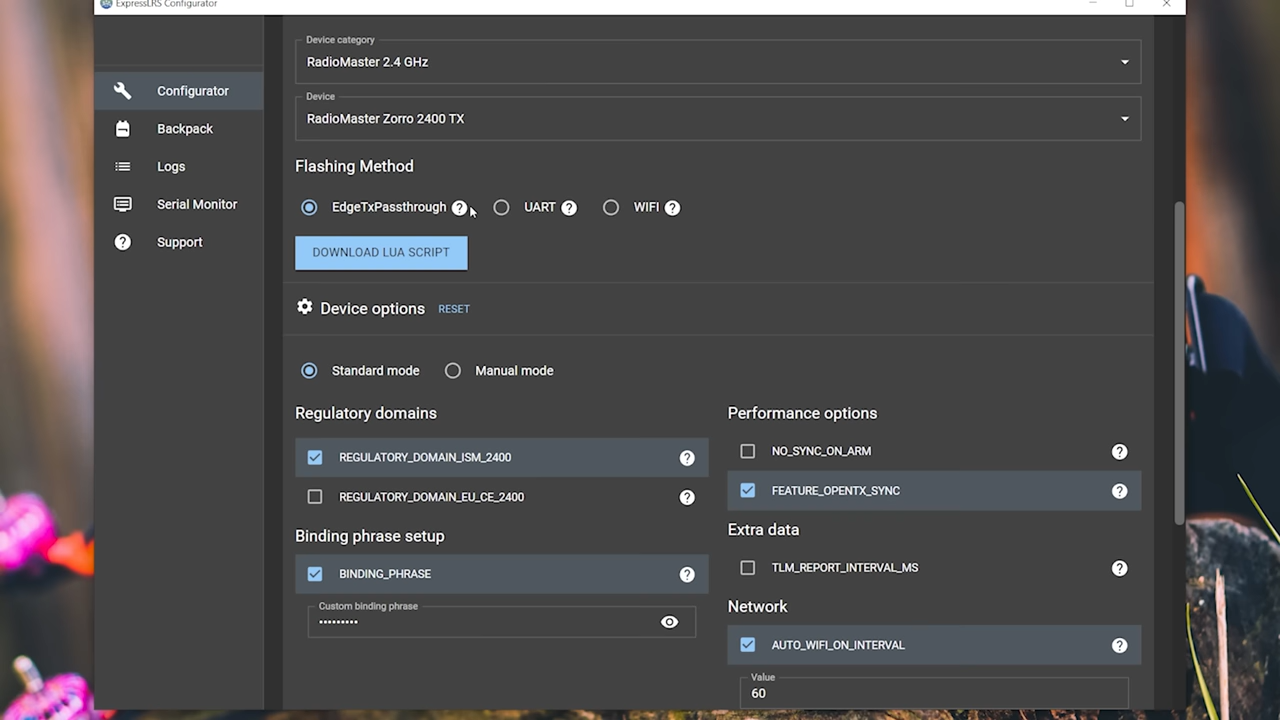 ExpressLRS Configurator
Device category
RadioMaster 2.4 GHz
Device
RadioMaster Zorro 2400 TX
Configurator
Backpack
Logs
Serial Monitor
Support
Flashing Method
EdgeTxPassthrough ? UART ? WIFI ?
DOWNLOAD LUA SCRIPT
Device options RESET
Standard mode Manual mode
Regulatory domains
REGULATORY_DOMAIN_ISM_2400 ?
REGULATORY_DOMAIN_EU_CE_2400 ?
Binding phrase setup
BINDING_PHRASE ?
Custom binding phrase
•••••••••
Performance options
NO_SYNC_ON_ARM ?
FEATURE_OPENTX_SYNC ?
Extra data
TLM_REPORT_INTERVAL_MS ?
Network
AUTO_WIFI_ON_INTERVAL ?
Value
60